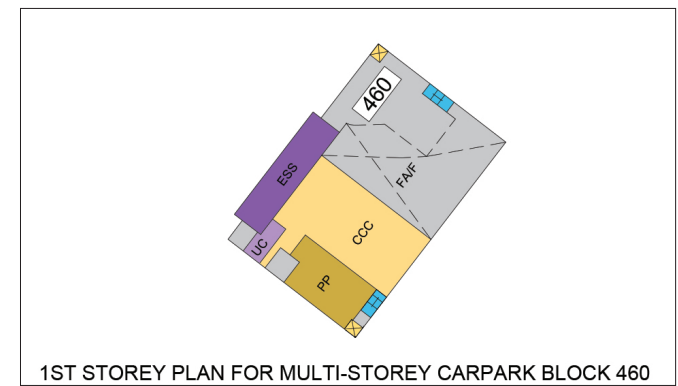 460
ESS
FA/F
CCC
UC
PP
1ST STOREY PLAN FOR MULTI-STOREY CARPARK BLOCK 460